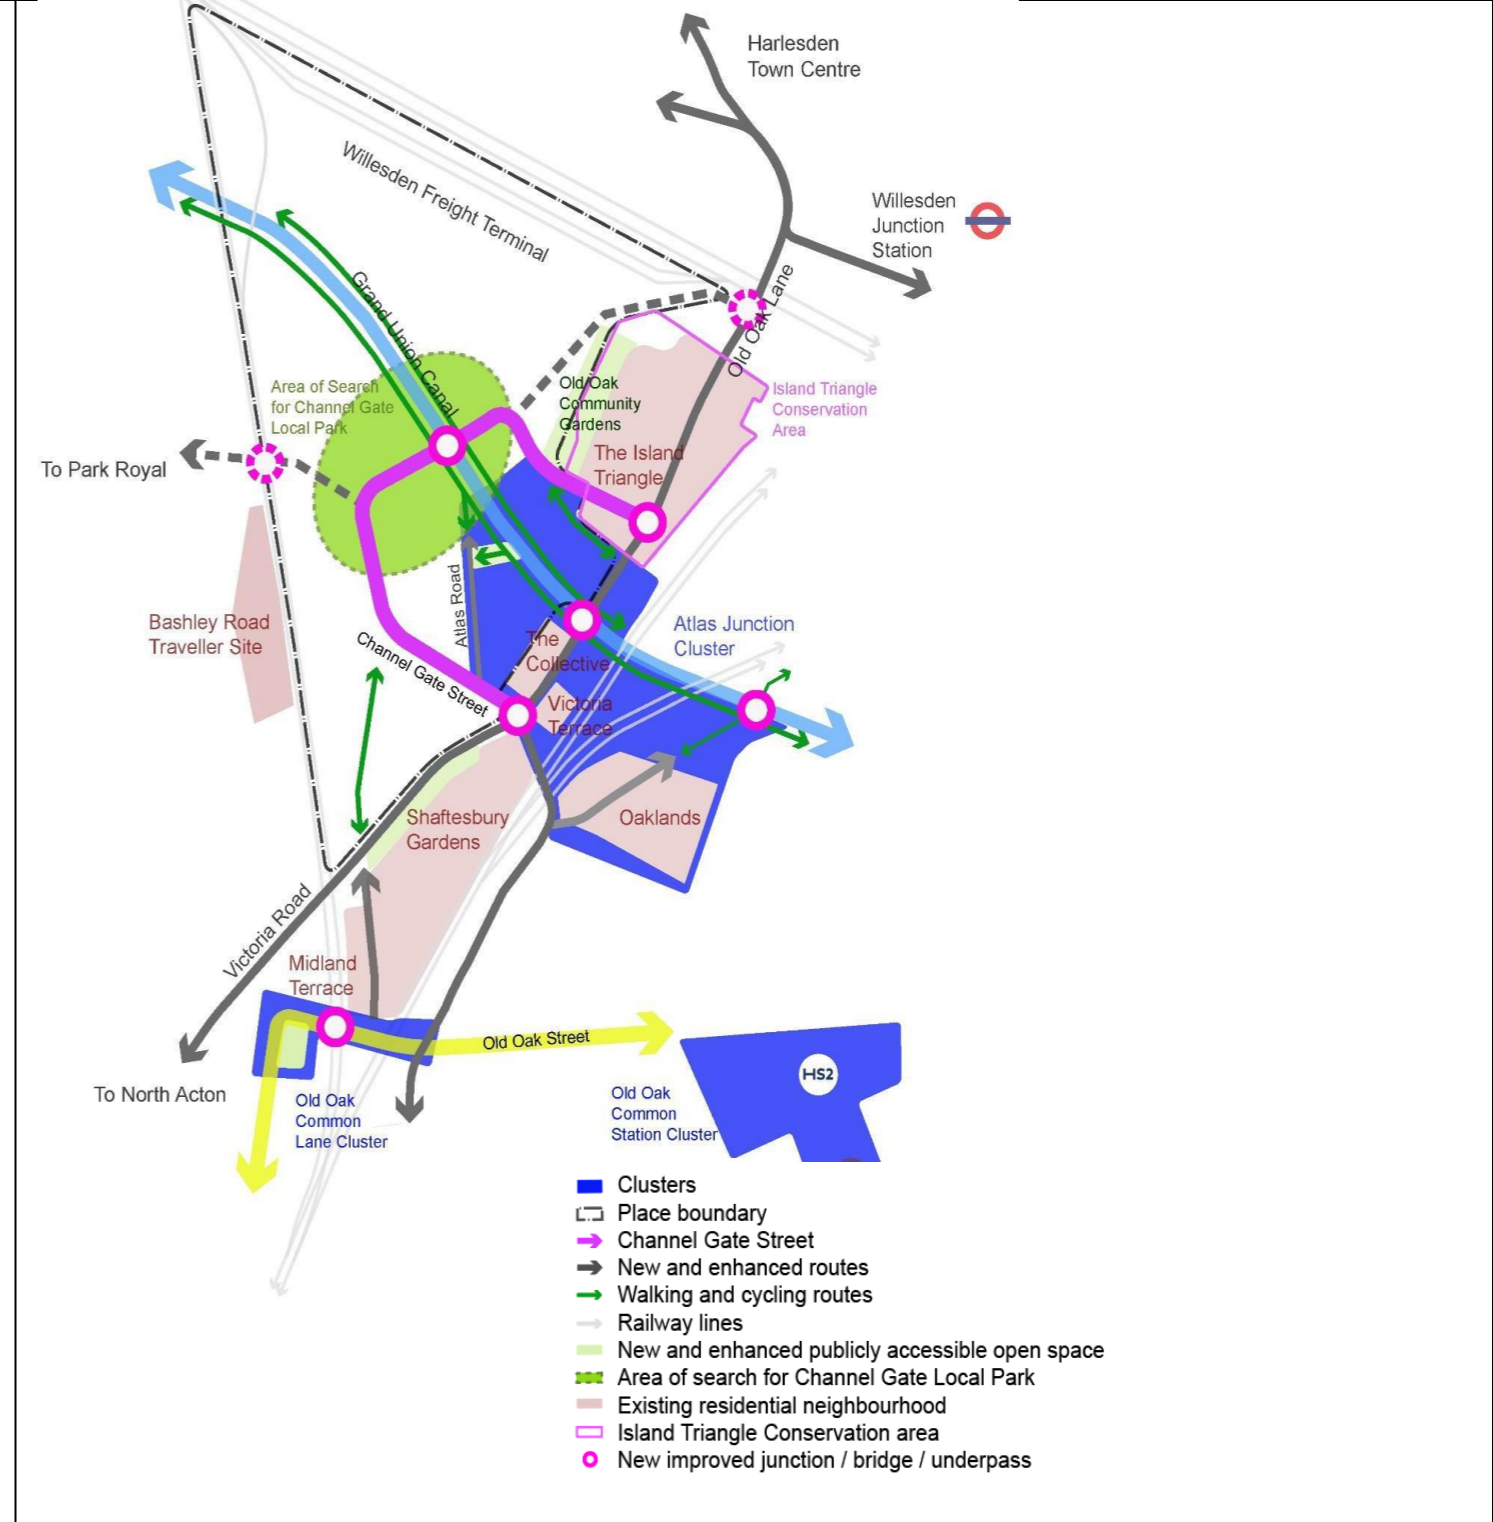 Harlesden
Town Centre
Willesden Freight Terminal
Willesden
Junction
Station
Old Oak Lane
Grand Union Canal
Area of Search
for Channel Gate
Local Park
Old Oak
Community
Gardens
Island Triangle
Conservation
Area
The Island
Triangle
To Park Royal
Atlas Road
Bashley Road
Traveller Site
Atlas Junction
Cluster
The
Collective
Channel Gate Street
Victoria
Terrace
Shaftesbury
Gardens
Oaklands
Victoria Road
Midland
Terrace
Old Oak Street
To North Acton
Old Oak
Common
Lane Cluster
Old Oak
Common
Station Cluster
HS2
Clusters
Place boundary
Channel Gate Street
New and enhanced routes
Walking and cycling routes
Railway lines
New and enhanced publicly accessible open space
Area of search for Channel Gate Local Park
Existing residential neighbourhood
Island Triangle Conservation area
New improved junction / bridge / underpass